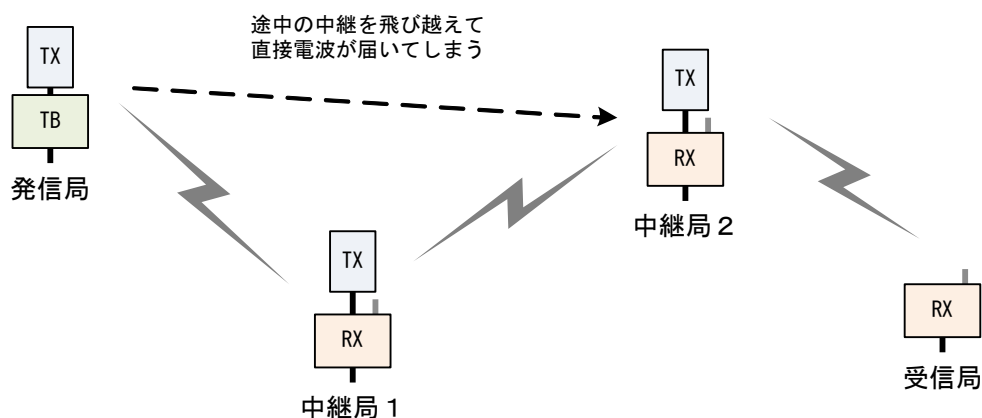 途中の中継を飛び越えて
直接電波が届いてしまう
TX
TB
発信局
TX
RX
中継局2
TX
RX
中継局1
RX
受信局